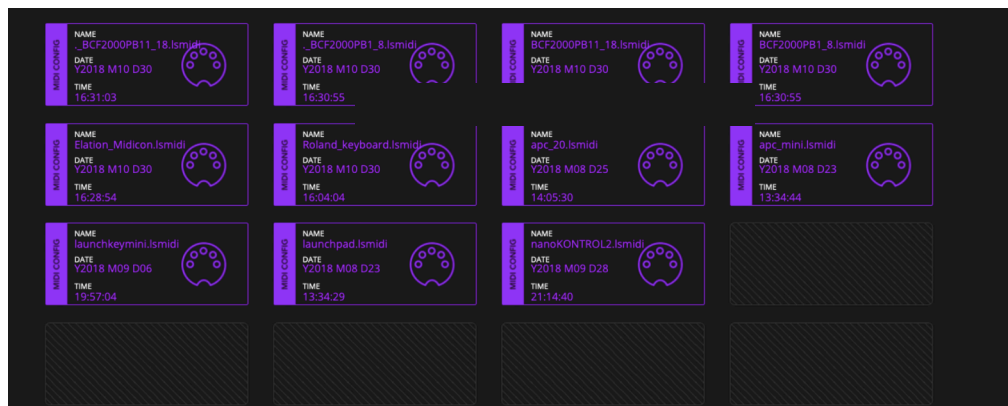 MIDI CONFIG
NAME
._BCF2000PB11_18.lsmidi
DATE
Y2018 M10 D30
TIME
16:31:03
MIDI CONFIG
NAME
._BCF2000PB1_8.lsmidi
DATE
Y2018 M10 D30
TIME
16:30:55
MIDI CONFIG
NAME
BCF2000PB11_18.lsmidi
DATE
Y2018 M10 D30
MIDI CONFIG
NAME
BCF2000PB1_8.lsmidi
DATE
Y2018 M10 D30
TIME
16:30:55
MIDI CONFIG
NAME
Elation_Midicon.lsmidi
DATE
Y2018 M10 D30
TIME
16:28:54
MIDI CONFIG
NAME
Roland_keyboard.lsmidi
DATE
Y2018 M10 D30
TIME
16:04:04
MIDI CONFIG
NAME
apc_20.lsmidi
DATE
Y2018 M08 D25
TIME
14:05:30
MIDI CONFIG
NAME
apc_mini.lsmidi
DATE
Y2018 M08 D23
TIME
13:34:44
MIDI CONFIG
NAME
launchkeymini.lsmidi
DATE
Y2018 M09 D06
TIME
19:57:04
MIDI CONFIG
NAME
launchpad.lsmidi
DATE
Y2018 M08 D23
TIME
13:34:29
MIDI CONFIG
NAME
nanoKONTROL2.lsmidi
DATE
Y2018 M09 D28
TIME
21:14:40